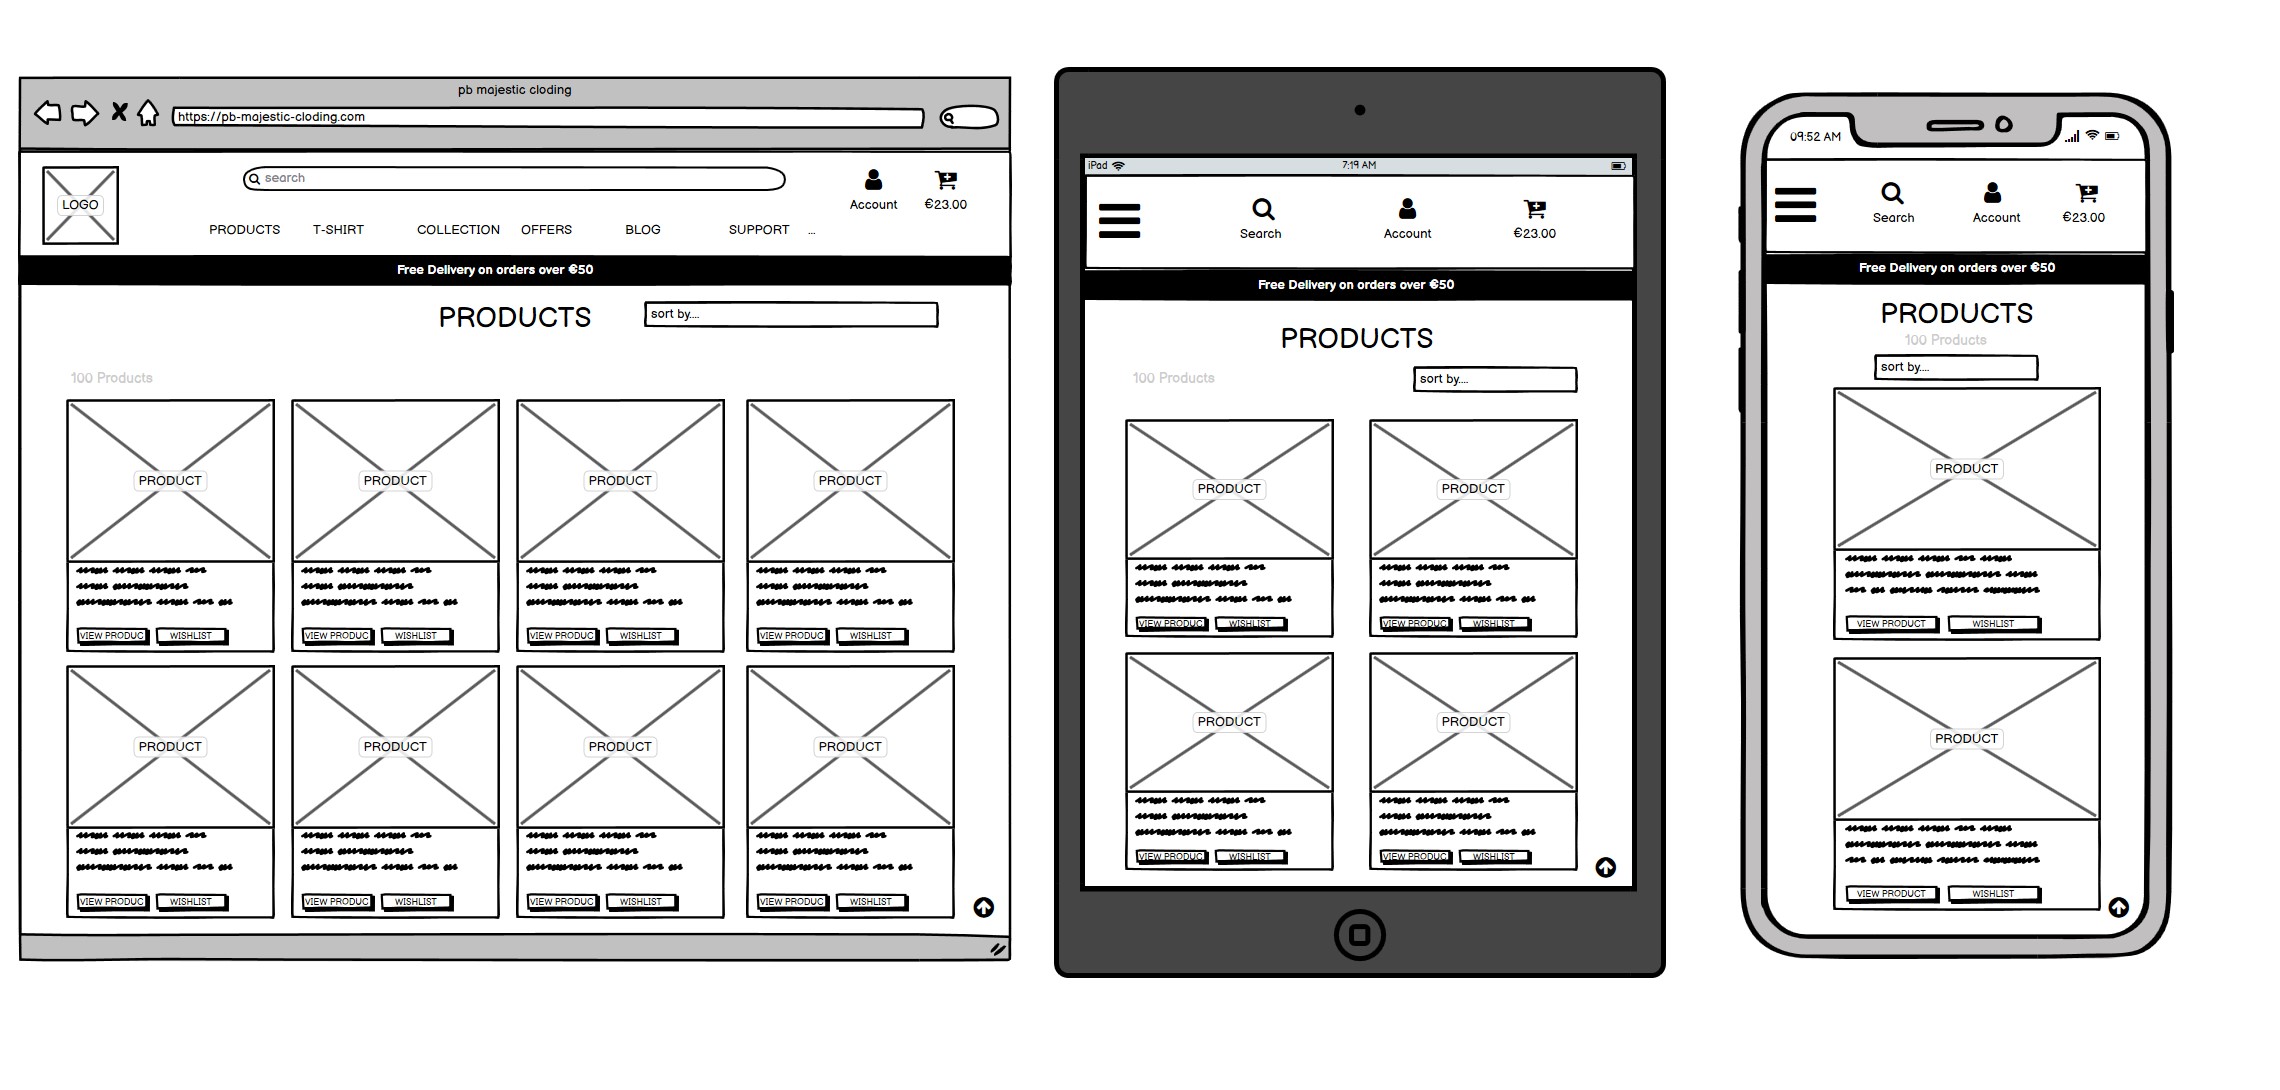 pb majestic cloding
https://pb-majestic-cloding.com
LOGO
search
Account
€23.00
PRODUCTS T-SHIRT COLLECTION OFFERS BLOG SUPPORT ...
Free Delivery on orders over €50
PRODUCTS
sort by....
100 Products
PRODUCT PRODUCT PRODUCT PRODUCT
VIEW PRODUC WISHLIST VIEW PRODUC WISHLIST VIEW PRODUC WISHLIST VIEW PRODUC WISHLIST
PRODUCT PRODUCT PRODUCT PRODUCT
VIEW PRODUC WISHLIST VIEW PRODUC WISHLIST VIEW PRODUC WISHLIST VIEW PRODUC WISHLIST
iPad 7:19 AM
Search Account €23.00
Free Delivery on orders over €50
PRODUCTS
100 Products sort by....
PRODUCT PRODUCT
VIEW PRODUC WISHLIST VIEW PRODUC WISHLIST
PRODUCT PRODUCT
VIEW PRODUC WISHLIST VIEW PRODUC WISHLIST
09:52 AM
Search Account €23.00
Free Delivery on orders over €50
PRODUCTS
100 Products
sort by....
PRODUCT
VIEW PRODUCT WISHLIST
PRODUCT
VIEW PRODUCT WISHLIST